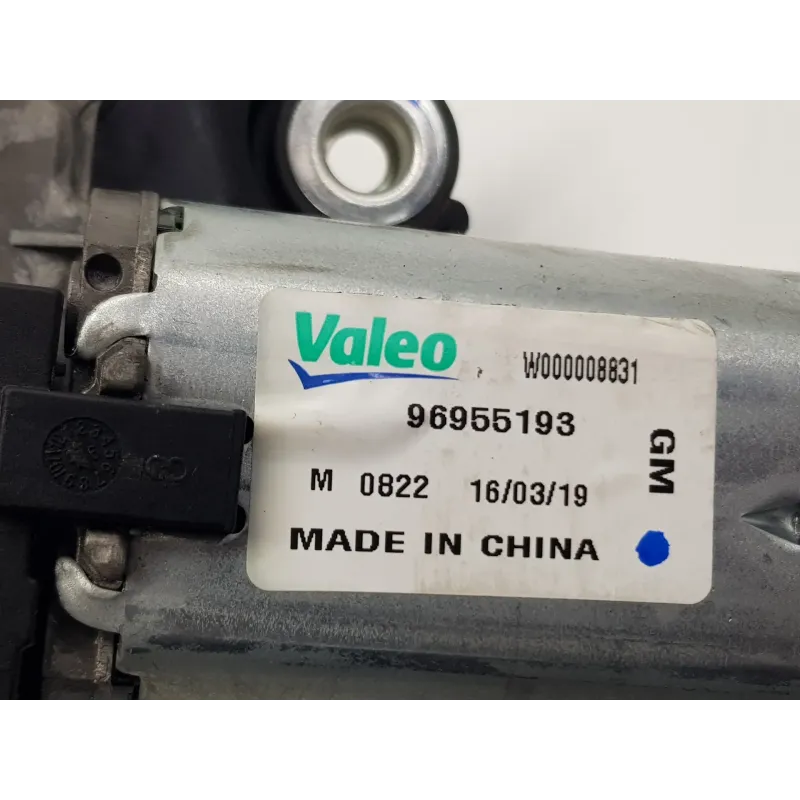 Valeo
W000008831
96955193
GM
M 0822 16/03/19
MADE IN CHINA